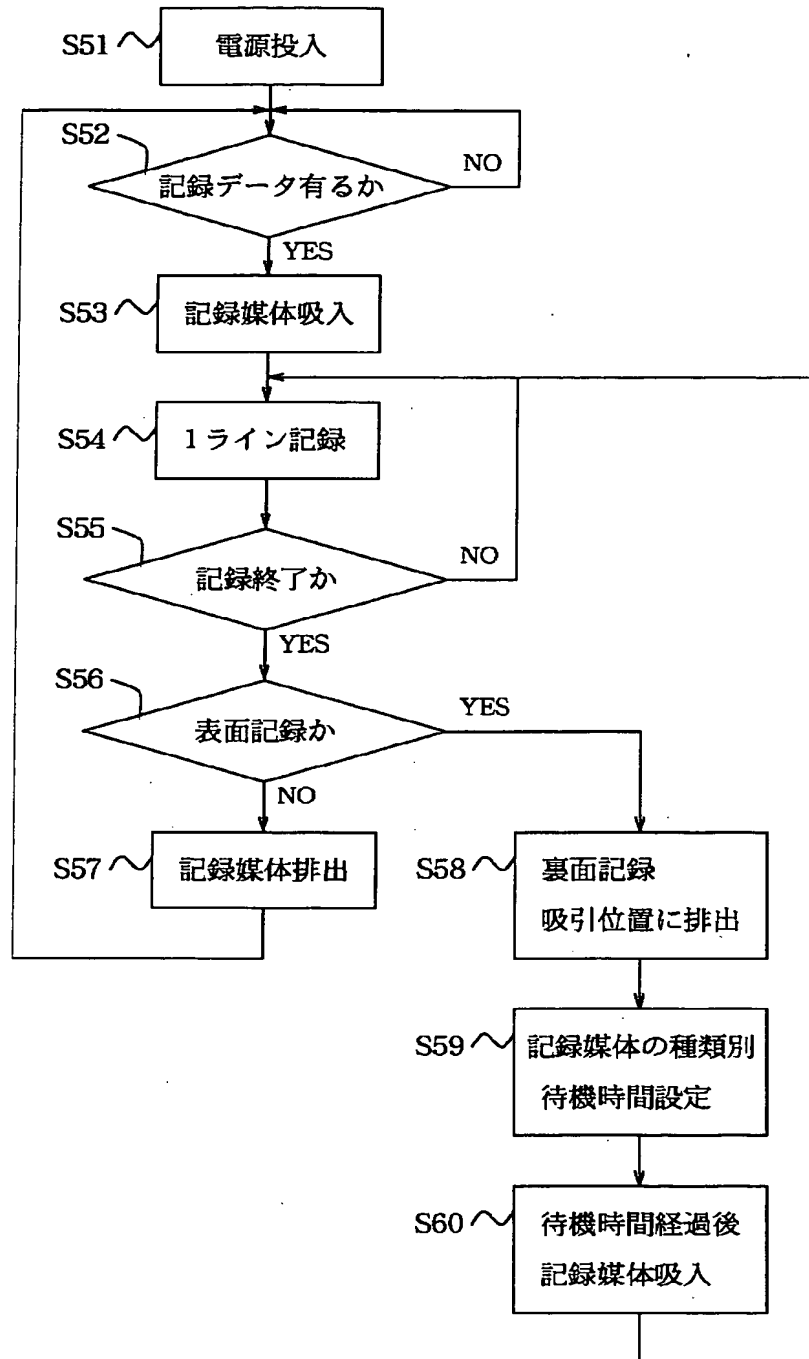 S51
電源投入
S52
記録データ有るか
NO
YES
S53
記録媒体吸入
S54
1ライン記録
S55
記録終了か
NO
YES
S56
表面記録か
YES
NO
S57
記録媒体排出
S58
裏面記録
吸引位置に排出
S59
記録媒体の種類別
待機時間設定
S60
待機時間経過後
記録媒体吸入